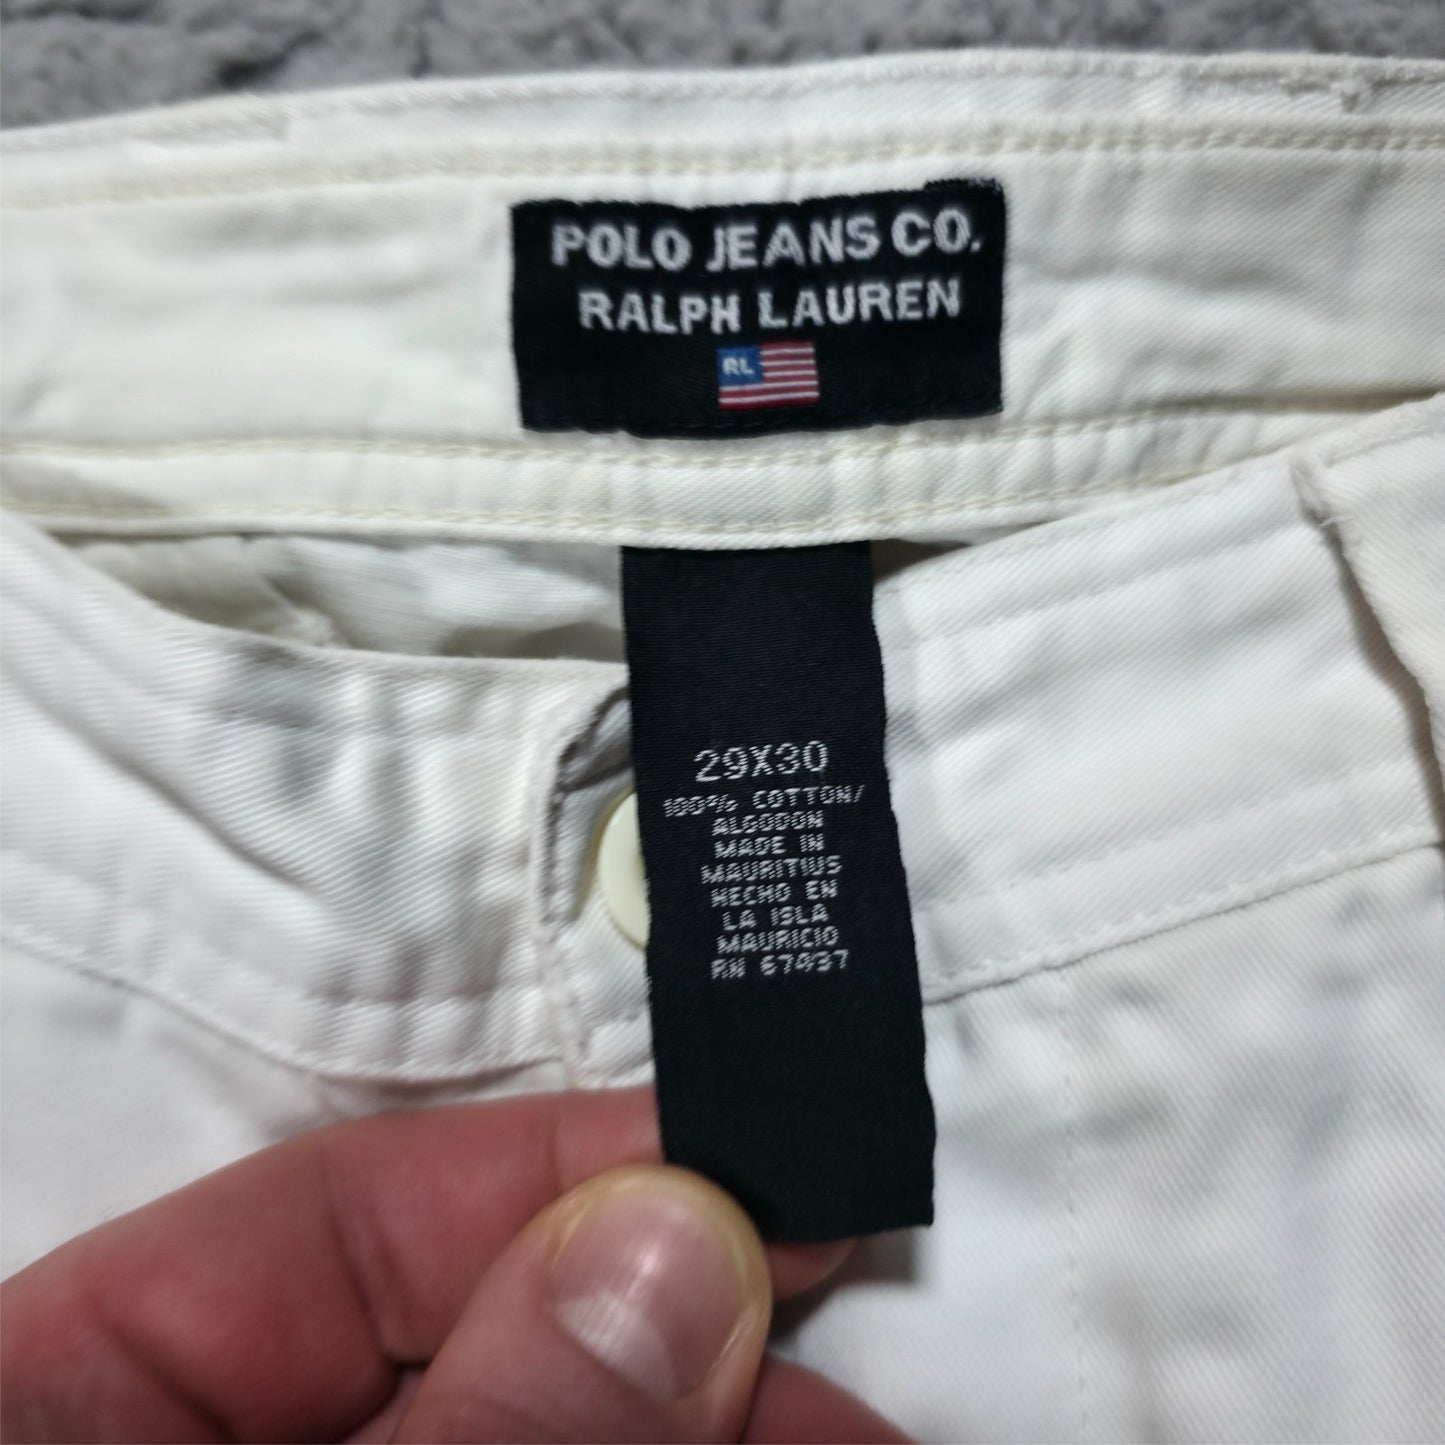 POLO JEANS CO.
RALPH LAUREN
RL
29X30
100% COTTON/
ALGODON
MADE IN
MAURITIUS
HECHO EN
LA ISLA
MAURICIO
RN 67437